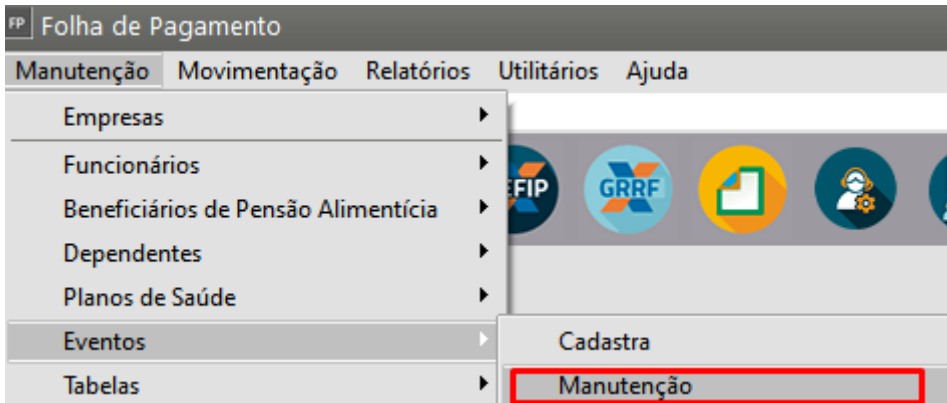 FP Folha de Pagamento
Manutenção Movimentação Relatórios Utilitários Ajuda
Empresas
Funcionários
EFIP GRRF
Beneficiários de Pensão Alimentícia
Dependentes
Planos de Saúde
Eventos
Cadastra
Tabelas
Manutenção